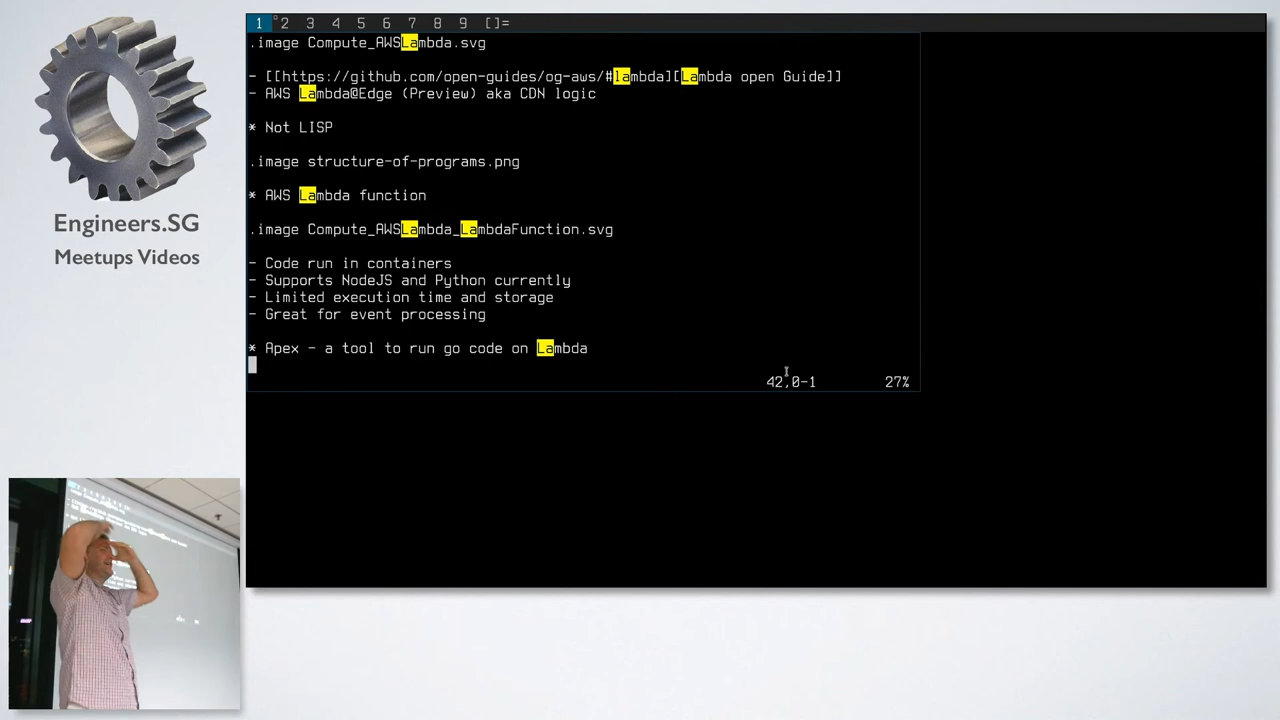 1 2 3 4 5 6 7 8 9 []=
.image Compute_AWSLambda.svg
- [[https://github.com/open-guides/og-aws/#lambda][Lambda open Guide]]
- AWS Lambda@Edge (Preview) aka CDN logic
* Not LISP
.image structure-of-programs.png
* AWS Lambda function
.image Compute_AWSLambda_LambdaFunction.svg
- Code run in containers
- Supports NodeJS and Python currently
- Limited execution time and storage
- Great for event processing
* Apex - a tool to run go code on Lambda
42,0-1 27%
Engineers.SG
Meetups Videos